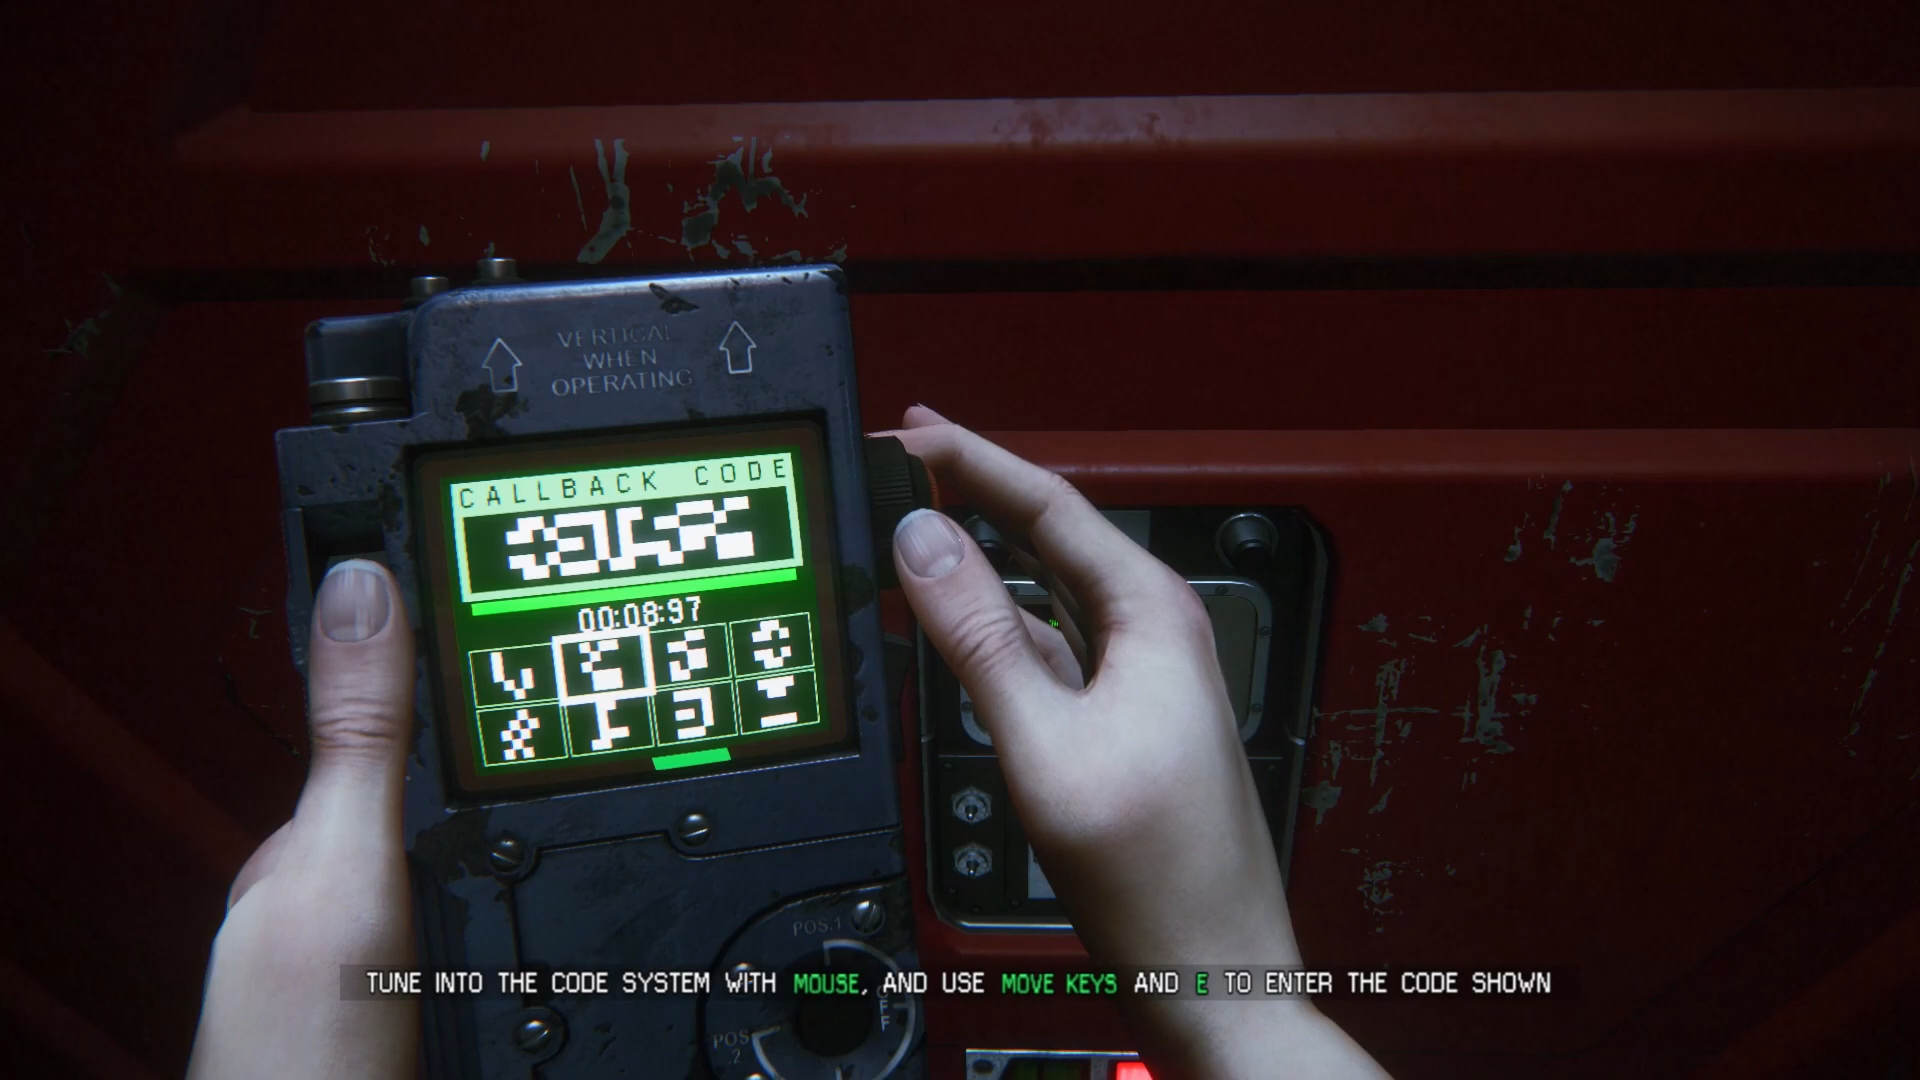 VERTICAL
WHEN
OPERATING
CALLBACK CODE
00:08:97
POS.1
OFF
POS
.2
TUNE INTO THE CODE SYSTEM WITH MOUSE, AND USE MOVE KEYS AND E TO ENTER THE CODE SHOWN